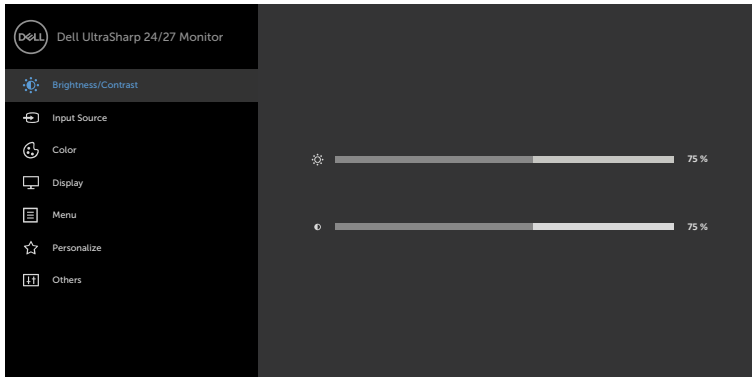 DELL
Dell UltraSharp 24/27 Monitor
Brightness/Contrast
Input Source
Color
75 %
Display
Menu
75 %
Personalize
Others